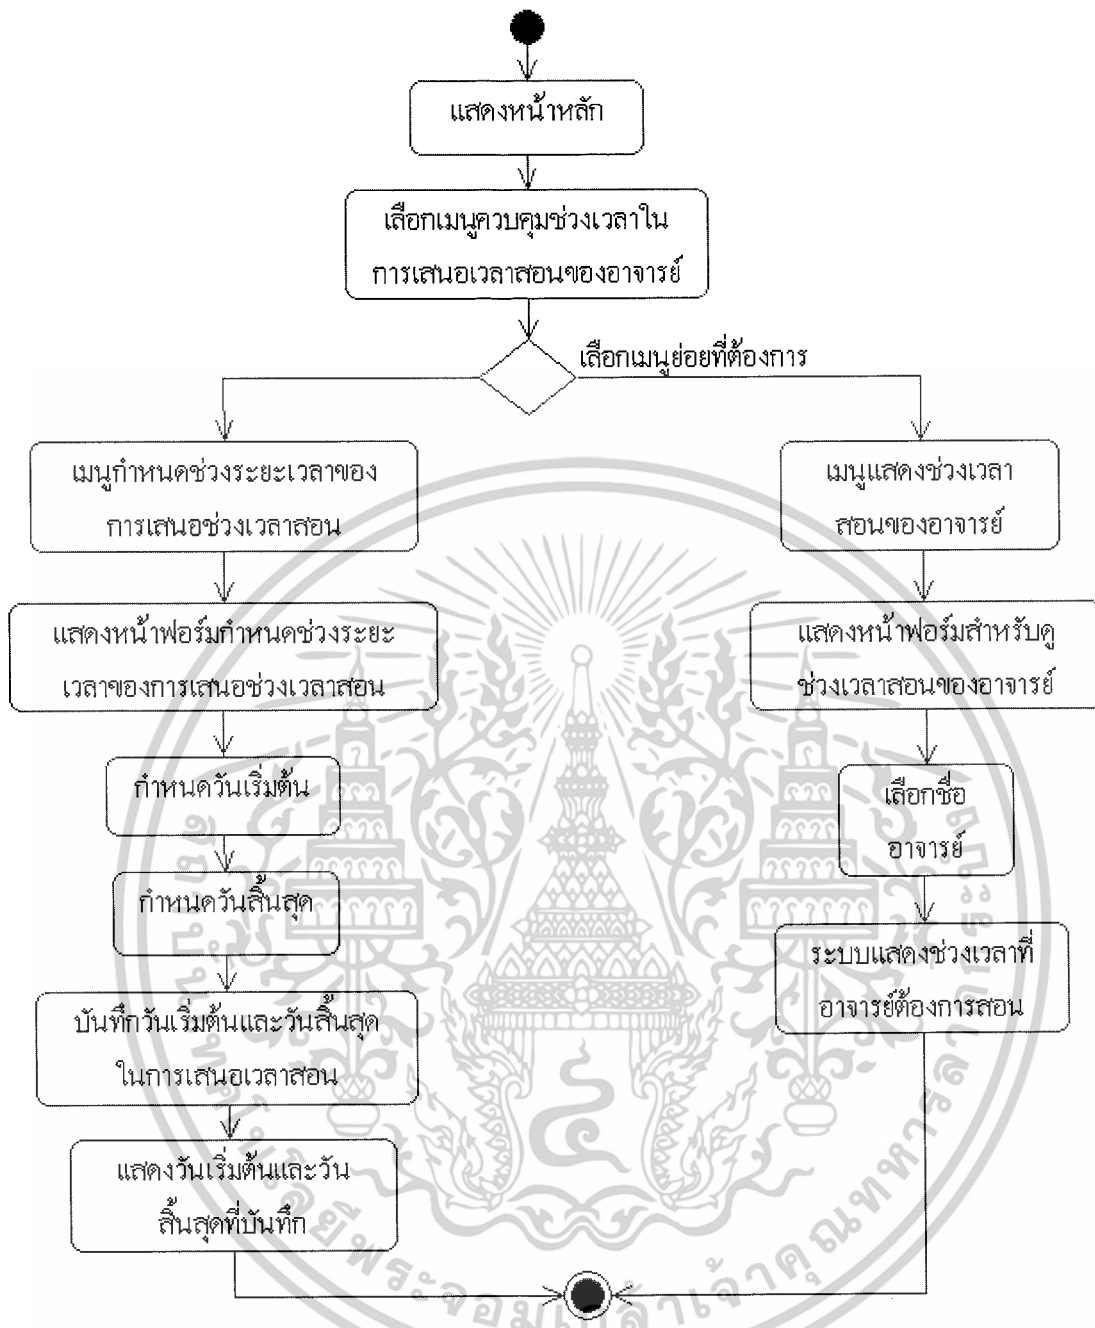 แสดงหน้าหลัก
เลือกเมนูควบคุมช่วงเวลาใน
การเสนอเวลาสอนของอาจารย์
เลือกเมนูย่อยที่ต้องการ
เมนูกำหนดช่วงระยะเวลาของ
การเสนอช่วงเวลาสอน
แสดงหน้าฟอร์มกำหนดช่วงระยะ
เวลาของการเสนอช่วงเวลาสอน
กำหนดวันเริ่มต้น
กำหนดวันสิ้นสุด
บันทึกวันเริ่มต้นและวันสิ้นสุด
ในการเสนอเวลาสอน
แสดงวันเริ่มต้นและวัน
สิ้นสุดที่บันทึก
เมนูแสดงช่วงเวลา
สอนของอาจารย์
แสดงหน้าฟอร์มสำหรับดู
ช่วงเวลาสอนของอาจารย์
เลือกชื่อ
อาจารย์
ระบบแสดงช่วงเวลาที่
อาจารย์ต้องการสอน